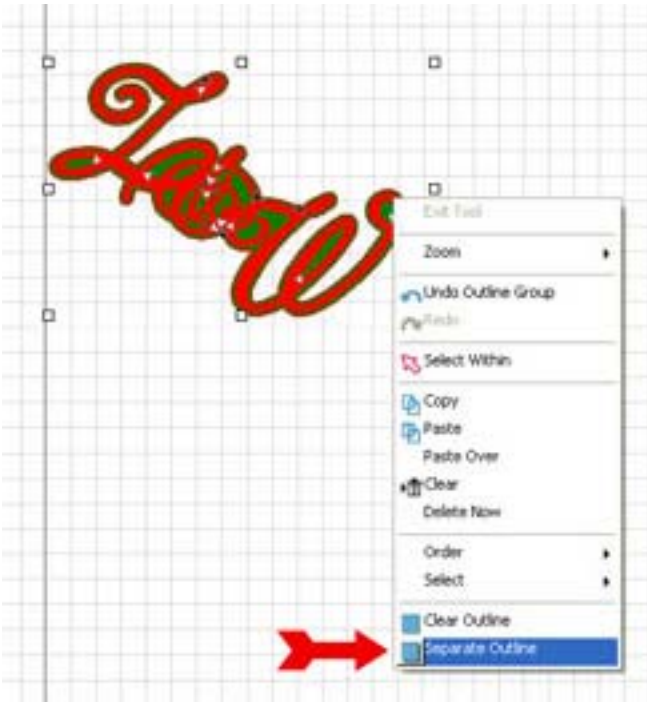 Exit Tool
Zoom
Undo Outline Group
Redo
Select Within
Copy
Paste
Paste Over
Clear
Delete Now
Order
Select
Clear Outline
Separate Outline